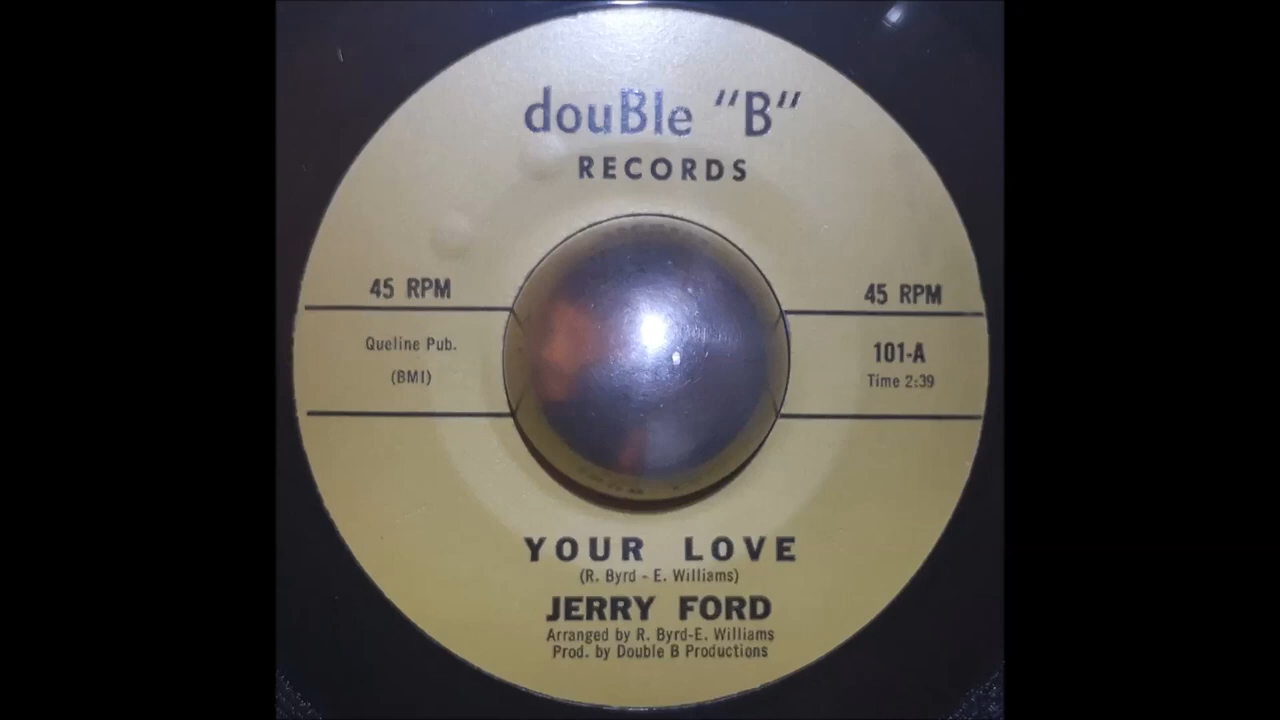 douBle "B"
RECORDS
45 RPM
45 RPM
Queline Pub.
(BMI)
101-A
Time 2:39
YOUR LOVE
(R. Byrd - E. Williams)
JERRY FORD
Arranged by R. Byrd-E. Williams
Prod. by Double B Productions